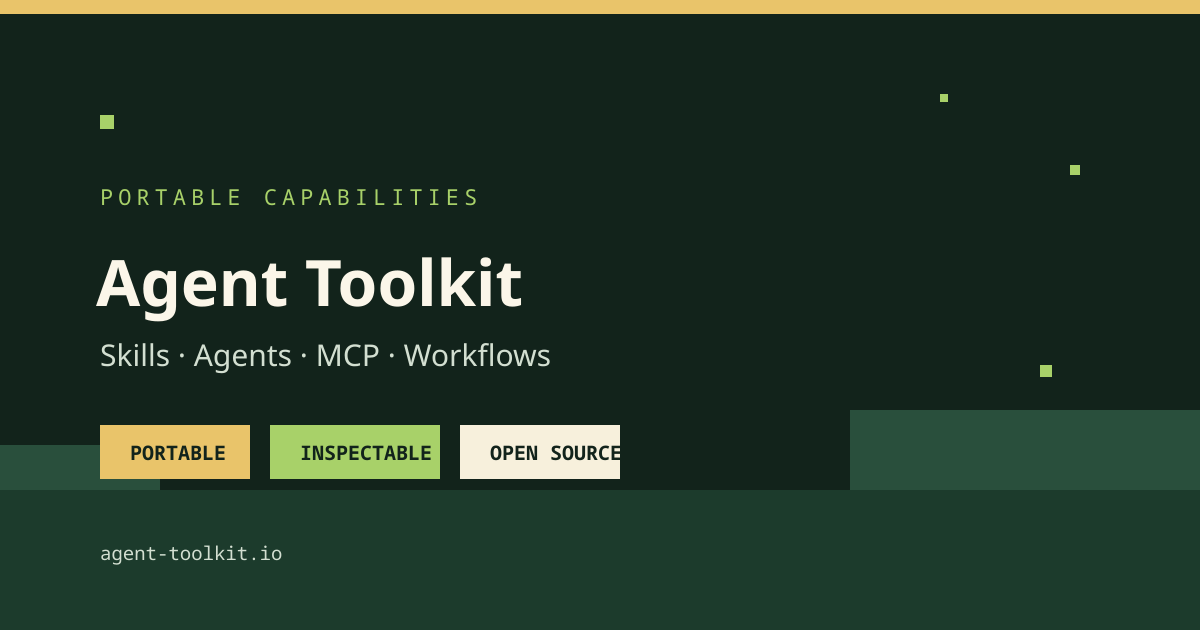 PORTABLE CAPABILITIES
Agent Toolkit
Skills · Agents · MCP · Workflows
PORTABLE INSPECTABLE OPEN SOURCE
agent-toolkit.io